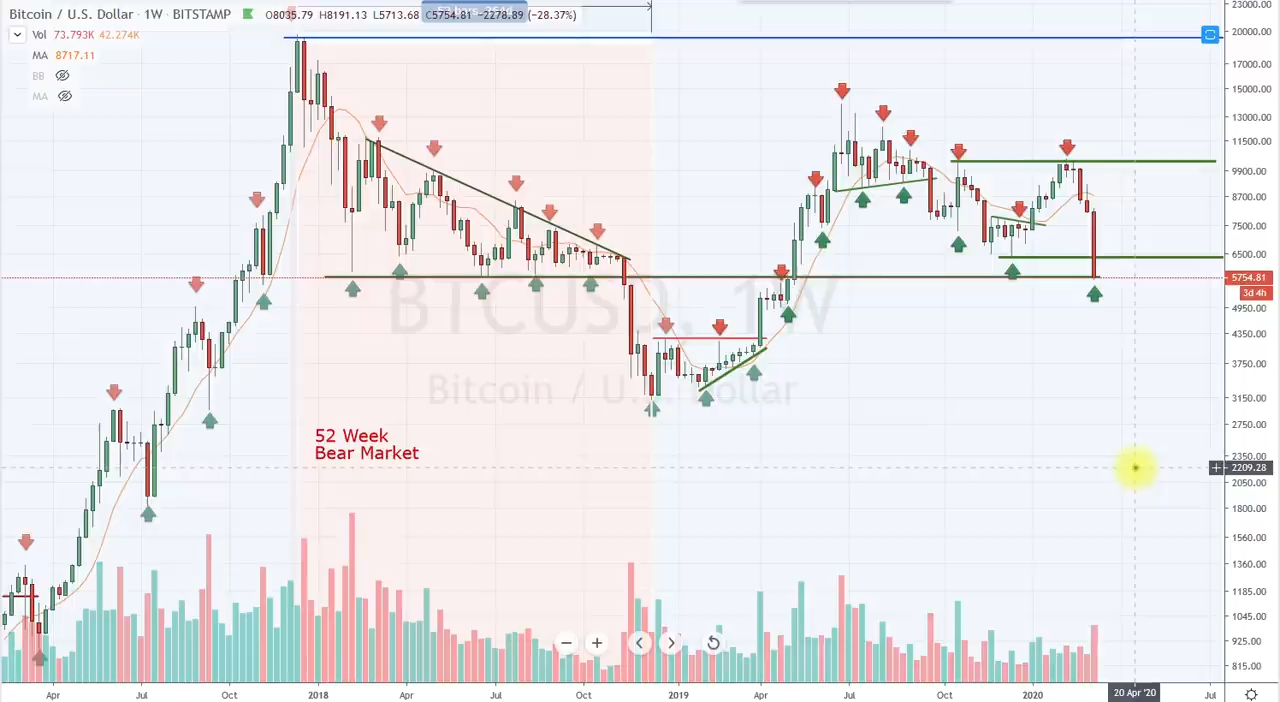 Bitcoin / U.S. Dollar · 1W · BITSTAMP O8035.79 H8191.13 L5713.68 C5754.81 −2278.89 (−28.37%)
Vol 73.793K 42.274K
MA 8717.11
BB
MA
23000.00
20000.00
17000.00
15000.00
13000.00
11500.00
9900.00
8700.00
7500.00
6500.00
5754.81
3d 4h
4950.00
4350.00
3750.00
3150.00
2750.00
2350.00
2209.28
2050.00
1800.00
1560.00
1360.00
1185.00
1045.00
925.00
815.00
BTCUSD, 1W
Bitcoin / U.S. Dollar
52 Week
Bear Market
Apr Jul Oct 2018 Apr Jul Oct 2019 Apr Jul Oct 2020 20 Apr '20 Jul